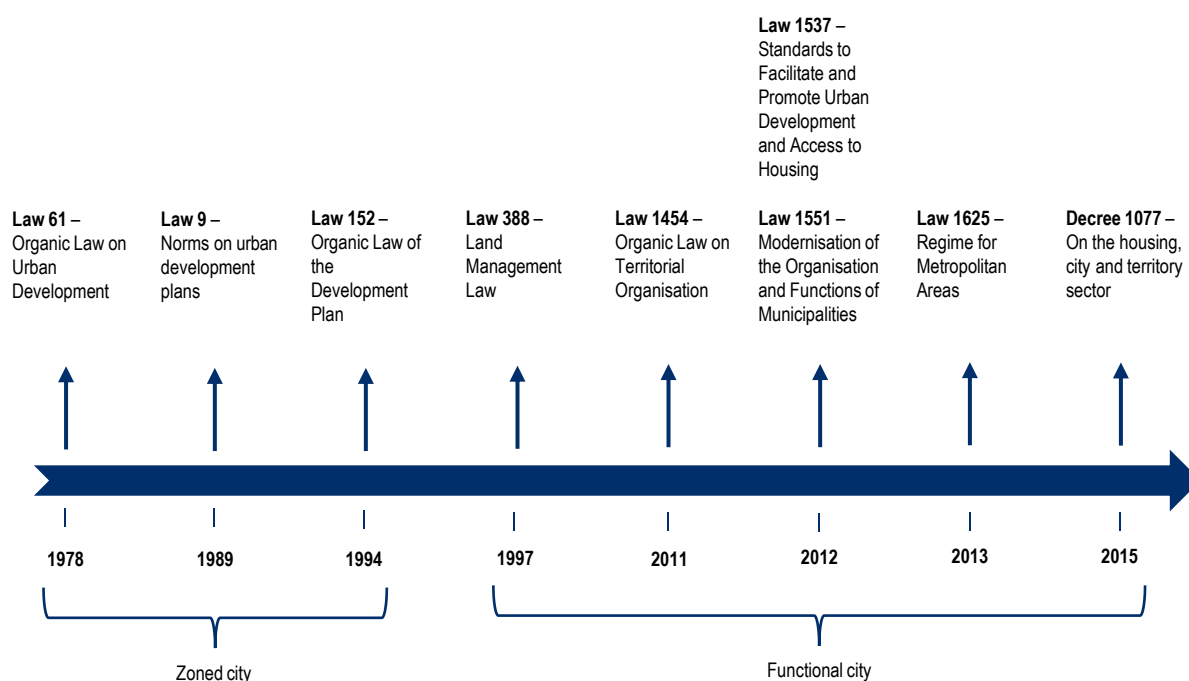 Law 1537 –
Standards to
Facilitate and
Promote Urban
Development
and Access to
Housing
Law 61 –
Organic Law on
Urban
Development
Law 9 –
Norms on urban
development
plans
Law 152 –
Organic Law of
the
Development
Plan
Law 388 –
Land
Management
Law
Law 1454 –
Organic Law on
Territorial
Organisation
Law 1551 –
Modernisation of
the Organisation
and Functions of
Municipalities
Law 1625 –
Regime for
Metropolitan
Areas
Decree 1077 –
On the housing,
city and territory
sector
1978
1989
1994
1997
2011
2012
2013
2015
Zoned city
Functional city